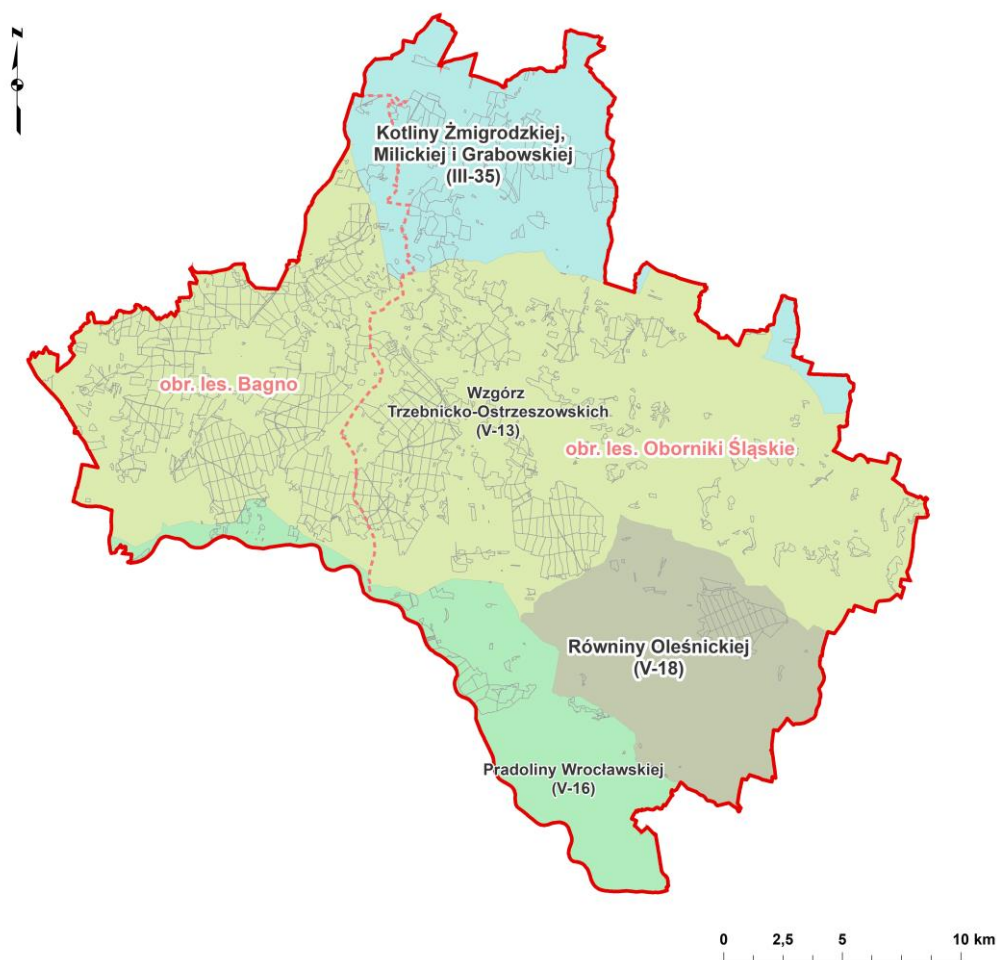 N
Kotliny Żmigrodzkiej,
Milickiej i Grabowskiej
(III-35)
obr. les. Bagno
Wzgórz
Trzebnicko-Ostrzeszowskich
(V-13)
obr. les. Oborniki Śląskie
Równiny Oleśnickiej
(V-18)
Pradoliny Wrocławskiej
(V-16)
0 2,5 5 10 km